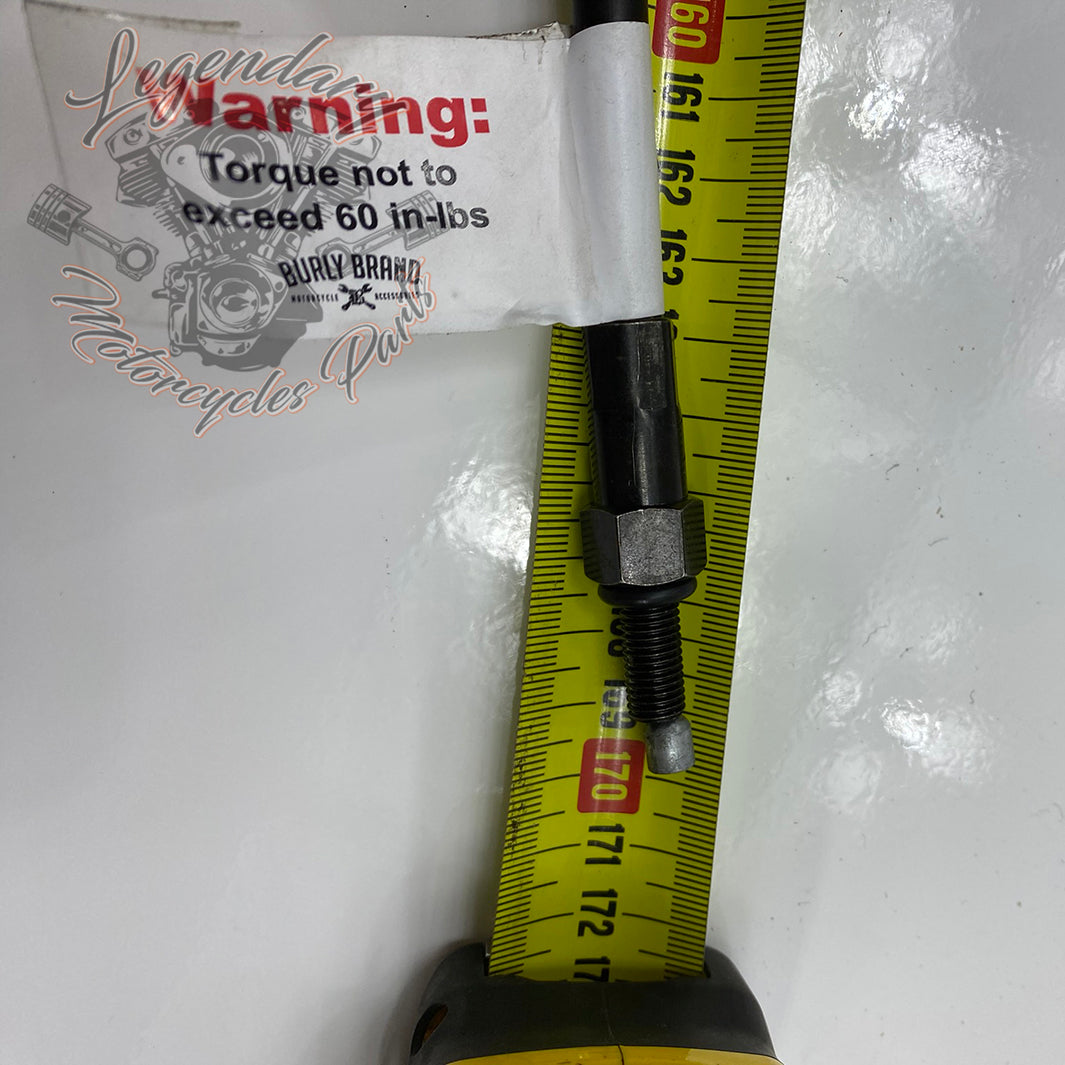 Legendary
Warning:
Torque not to
exceed 60 in-lbs
BURLY BRAND
MOTORCYCLE ACCESSORIES
Motorcycles Parts
160
161
162
163
168
169
170
171
172